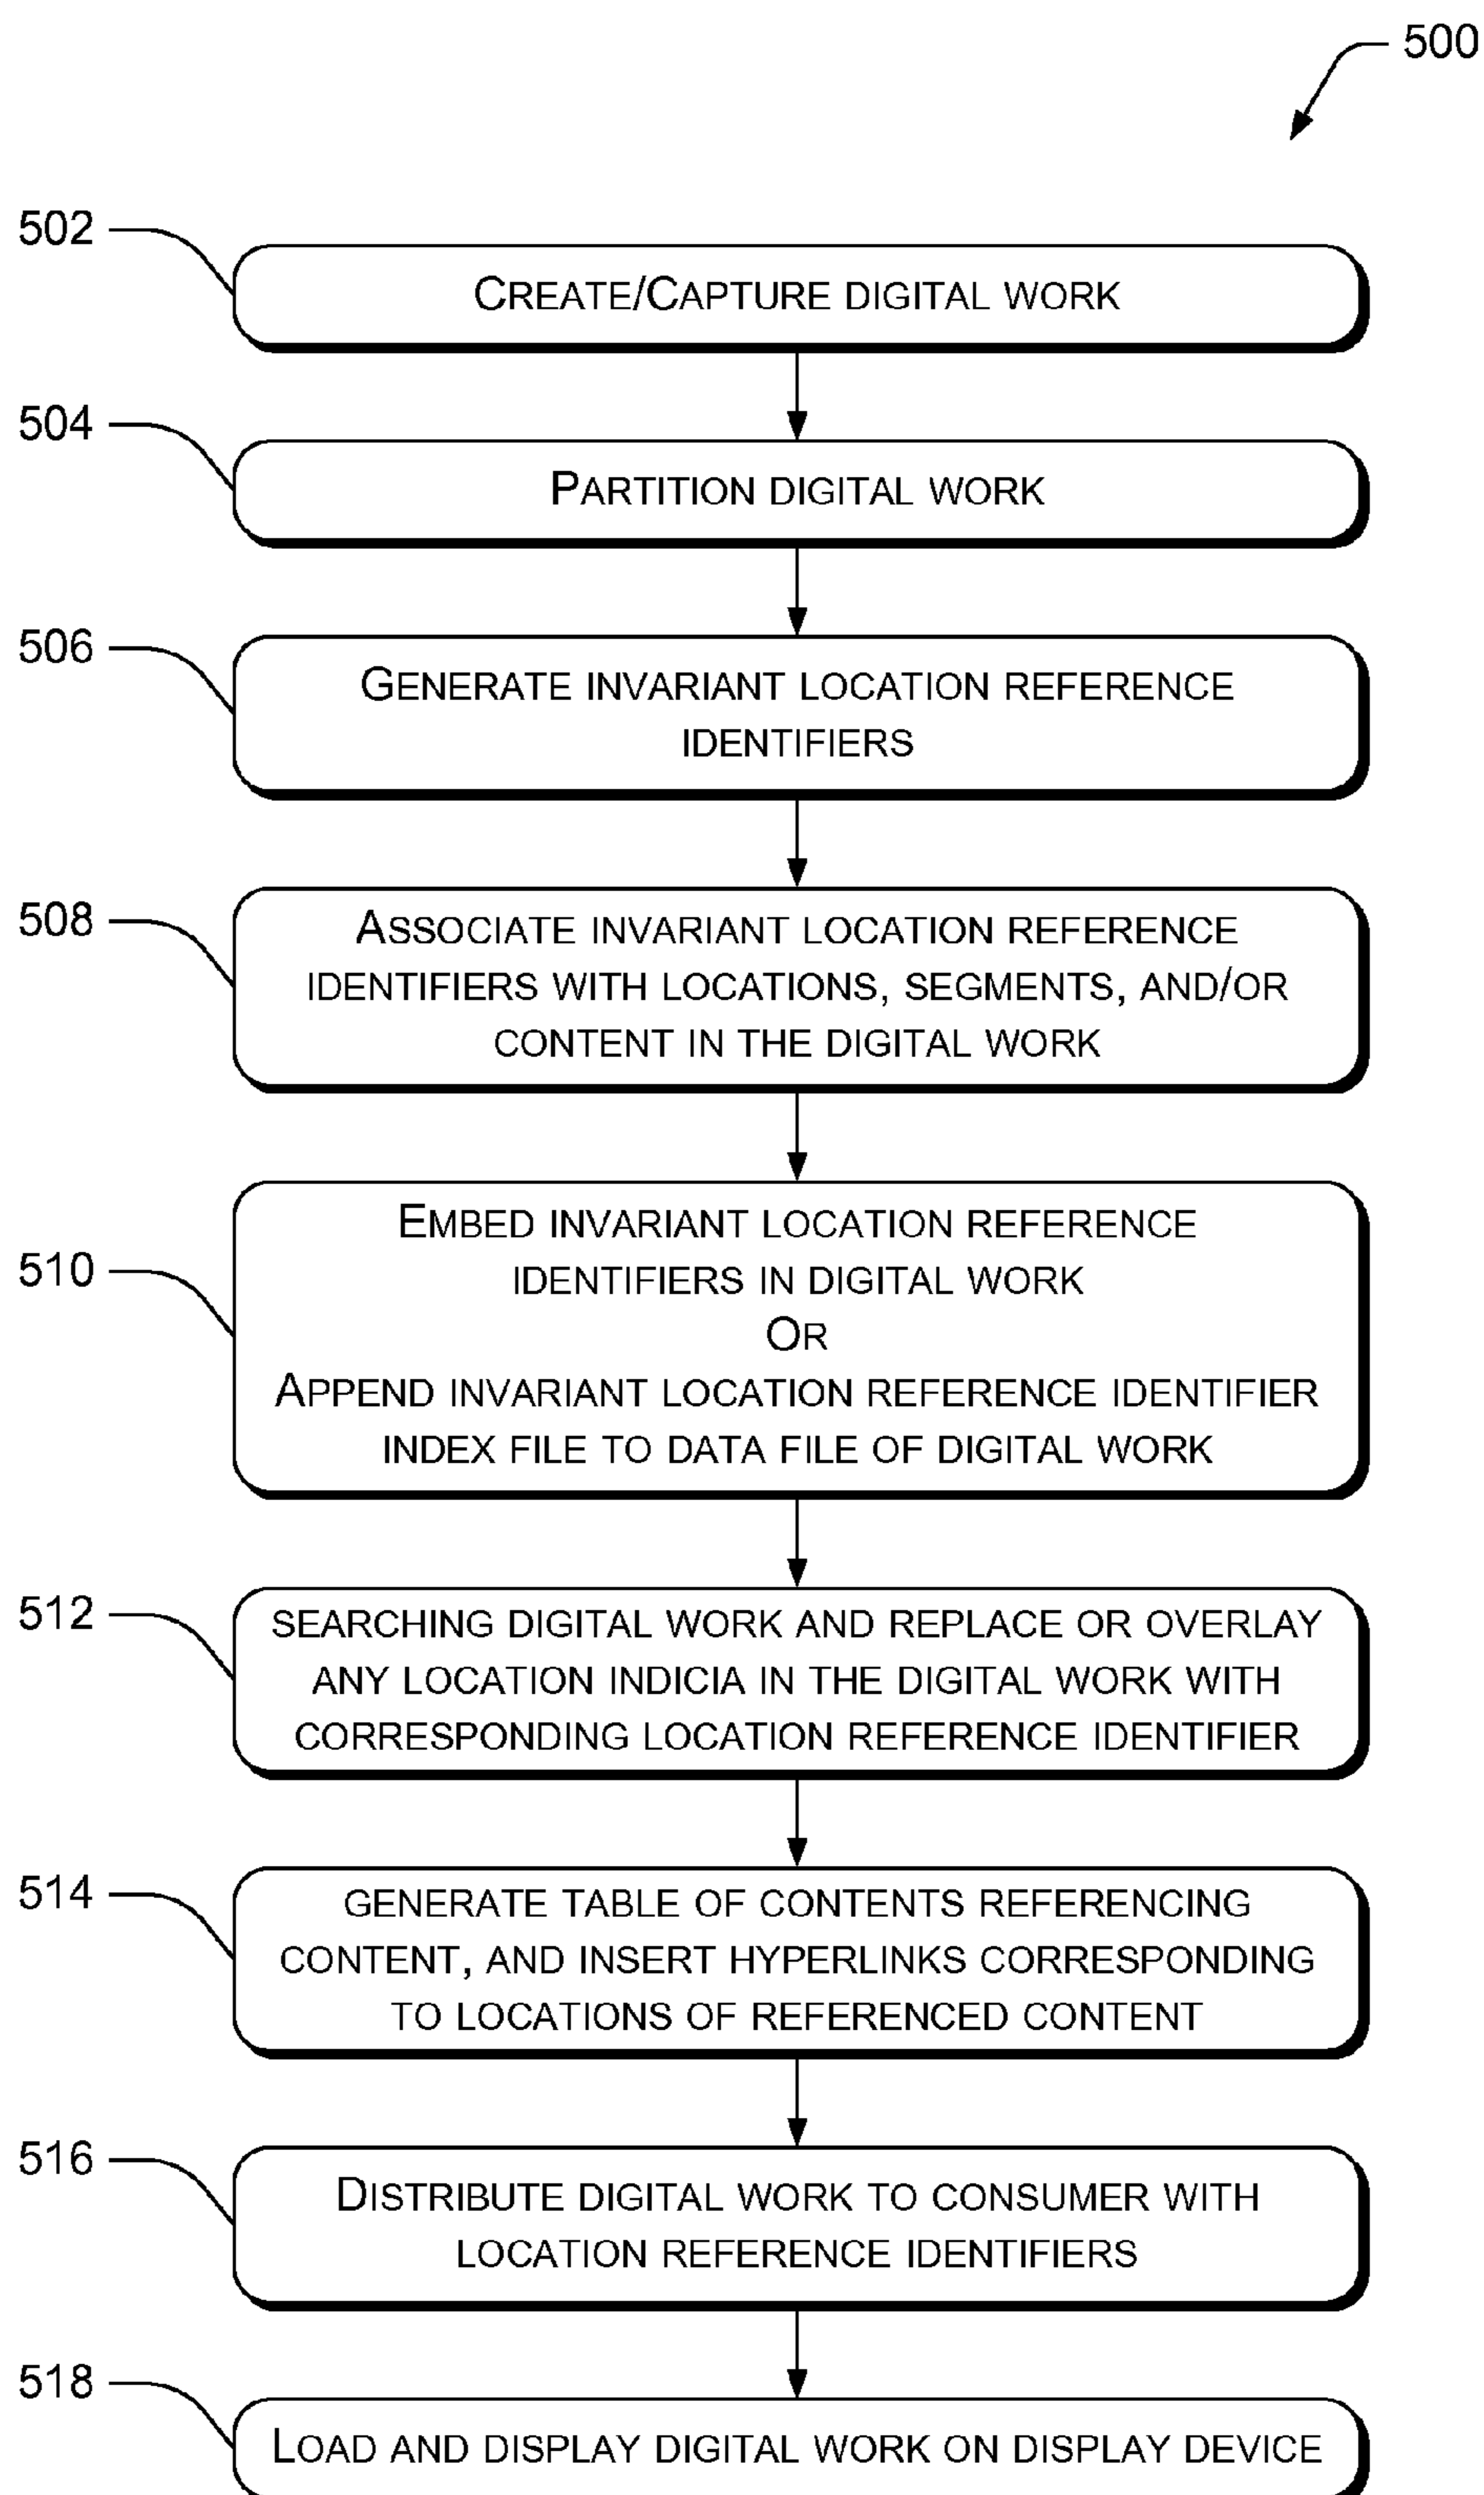 500
502
CREATE/CAPTURE DIGITAL WORK
504
PARTITION DIGITAL WORK
506
GENERATE INVARIANT LOCATION REFERENCE
IDENTIFIERS
508
ASSOCIATE INVARIANT LOCATION REFERENCE
IDENTIFIERS WITH LOCATIONS, SEGMENTS, AND/OR
CONTENT IN THE DIGITAL WORK
510
EMBED INVARIANT LOCATION REFERENCE
IDENTIFIERS IN DIGITAL WORK
OR
APPEND INVARIANT LOCATION REFERENCE IDENTIFIER
INDEX FILE TO DATA FILE OF DIGITAL WORK
512
SEARCHING DIGITAL WORK AND REPLACE OR OVERLAY
ANY LOCATION INDICIA IN THE DIGITAL WORK WITH
CORRESPONDING LOCATION REFERENCE IDENTIFIER
514
GENERATE TABLE OF CONTENTS REFERENCING
CONTENT, AND INSERT HYPERLINKS CORRESPONDING
TO LOCATIONS OF REFERENCED CONTENT
516
DISTRIBUTE DIGITAL WORK TO CONSUMER WITH
LOCATION REFERENCE IDENTIFIERS
518
LOAD AND DISPLAY DIGITAL WORK ON DISPLAY DEVICE